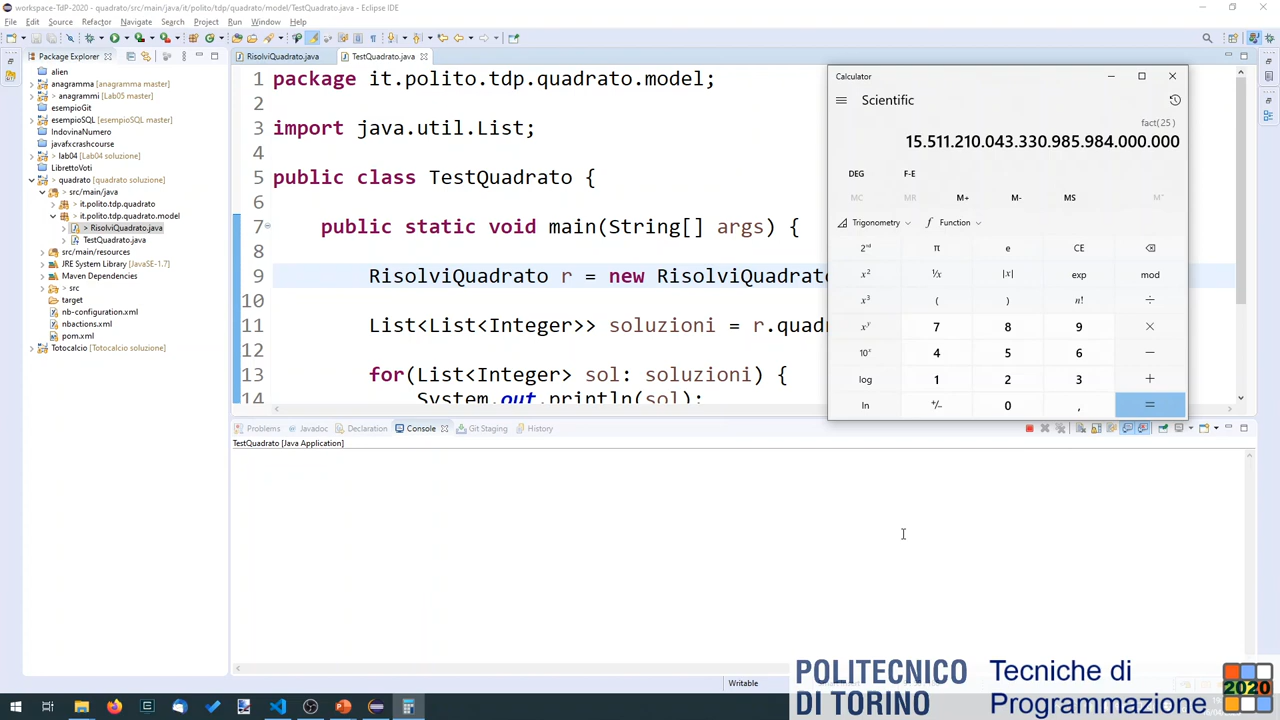 workspace-TdP-2020 - quadrato/src/main/java/it/polito/tdp/quadrato/model/TestQuadrato.java - Eclipse IDE
File Edit Source Refactor Navigate Search Project Run Window Help
Package Explorer
alien
anagramma [anagramma master]
> anagrammi [Lab05 master]
esempioGit
esempioSQL [esempioSQL master]
IndovinaNumero
javafxcrashcourse
> lab04 [Lab04 soluzione]
LibrettoVoti
> quadrato [quadrato soluzione]
> src/main/java
> it.polito.tdp.quadrato
> it.polito.tdp.quadrato.model
> RisolviQuadrato.java
TestQuadrato.java
src/main/resources
JRE System Library [JavaSE-1.7]
Maven Dependencies
> src
target
nb-configuration.xml
nbactions.xml
pom.xml
> Totocalcio [Totocalcio soluzione]
RisolviQuadrato.java TestQuadrato.java
1 package it.polito.tdp.quadrato.model;
2
3 import java.util.List;
4
5 public class TestQuadrato {
6
7 public static void main(String[] args) {
8
9 RisolviQuadrato r = new RisolviQuadrato
10
11 List<List<Integer>> soluzioni = r.quad
12
13 for(List<Integer> sol: soluzioni) {
14 System.out.println(sol);
Calculator
Scientific
fact( 25 )
15.511.210.043.330.985.984.000.000
DEG F-E
MC MR M+ M- MS M˅
Trigonometry Function
2ⁿᵈ π e CE
x² ¹/x |x| exp mod
x³ ( ) n! ÷
xʸ 7 8 9 ×
10ˣ 4 5 6 −
log 1 2 3 +
ln +/− 0 , =
Problems Javadoc Declaration Console Git Staging History
TestQuadrato [Java Application]
Writable
POLITECNICO
DI TORINO
Tecniche di
Programmazione
2020